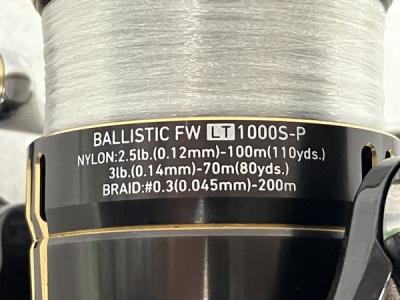 BALLISTIC FW LT 1000S-P
NYLON:2.5lb.(0.12mm)-100m(110yds.)
3lb.(0.14mm)-70m(80yds.)
BRAID:#0.3(0.045mm)-200m